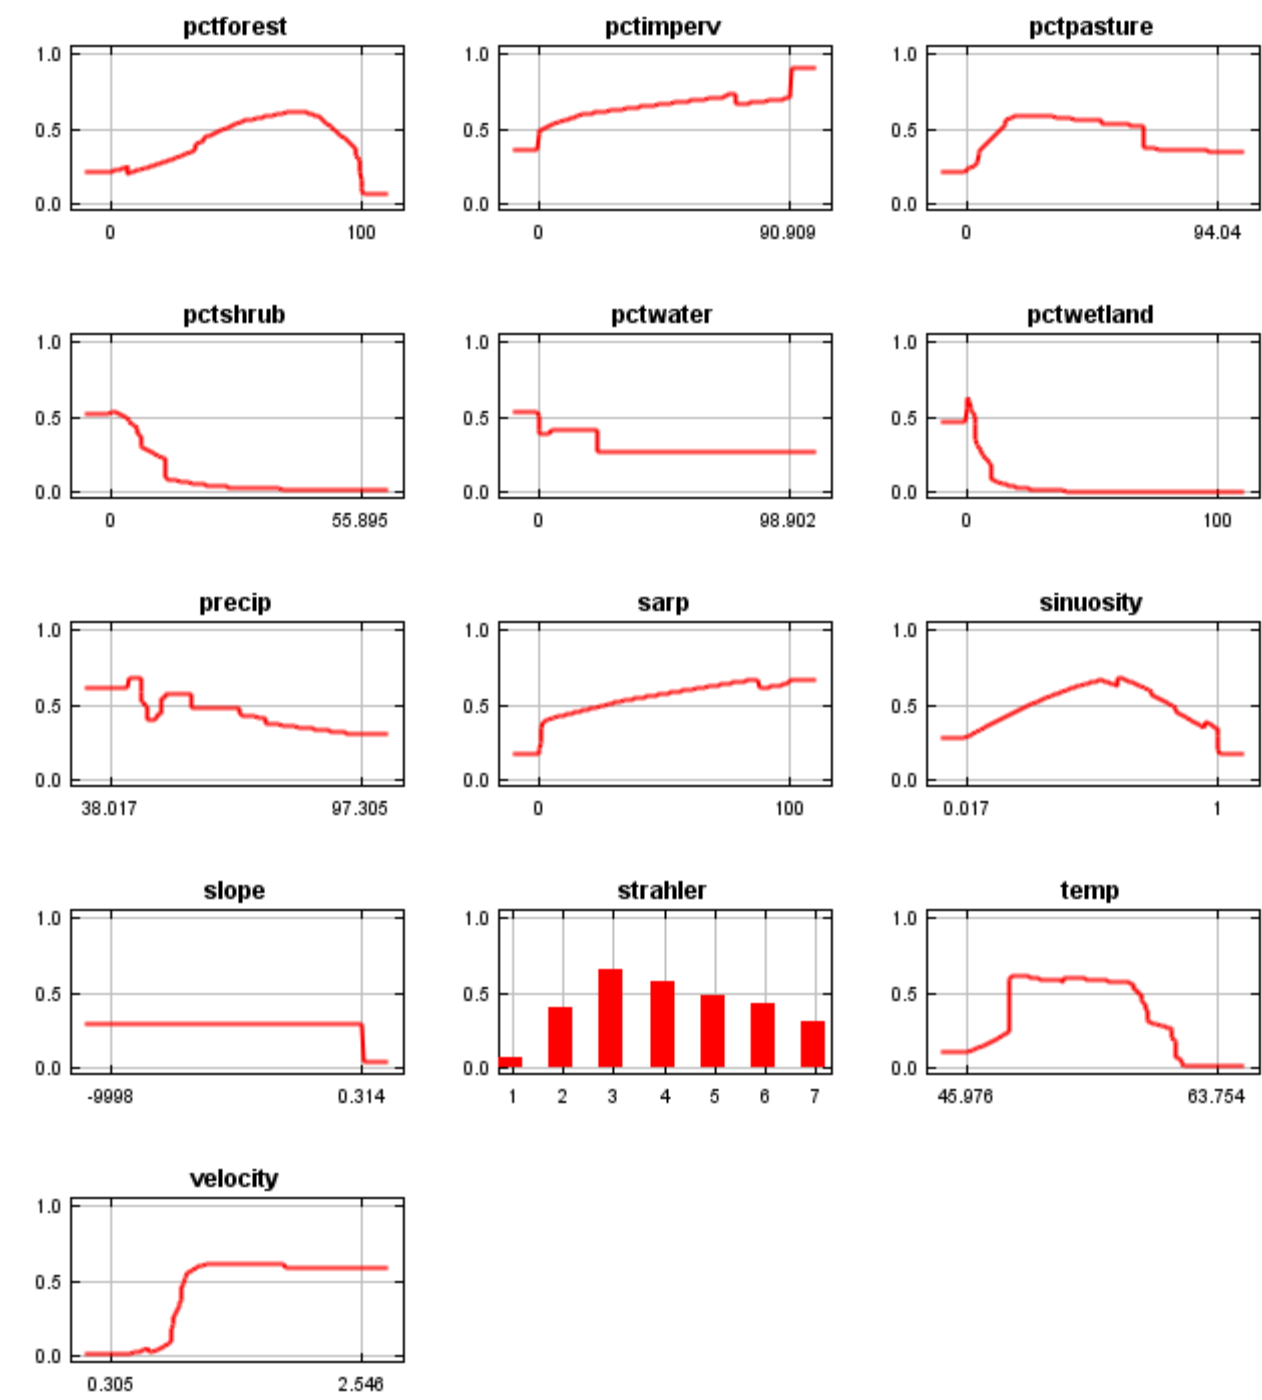 pctforest pctimperv pctpasture
1.0 1.0 1.0
0.5 0.5 0.5
0.0 0.0 0.0
0 100 0 90.909 0 94.04
pctshrub pctwater pctwetland
1.0 1.0 1.0
0.5 0.5 0.5
0.0 0.0 0.0
0 55.895 0 98.902 0 100
precip sarp sinuosity
1.0 1.0 1.0
0.5 0.5 0.5
0.0 0.0 0.0
38.017 97.305 0 100 0.017 1
slope strahler temp
1.0 1.0 1.0
0.5 0.5 0.5
0.0 0.0 0.0
-9998 0.314 1 2 3 4 5 6 7 45.976 63.754
velocity
1.0
0.5
0.0
0.305 2.546